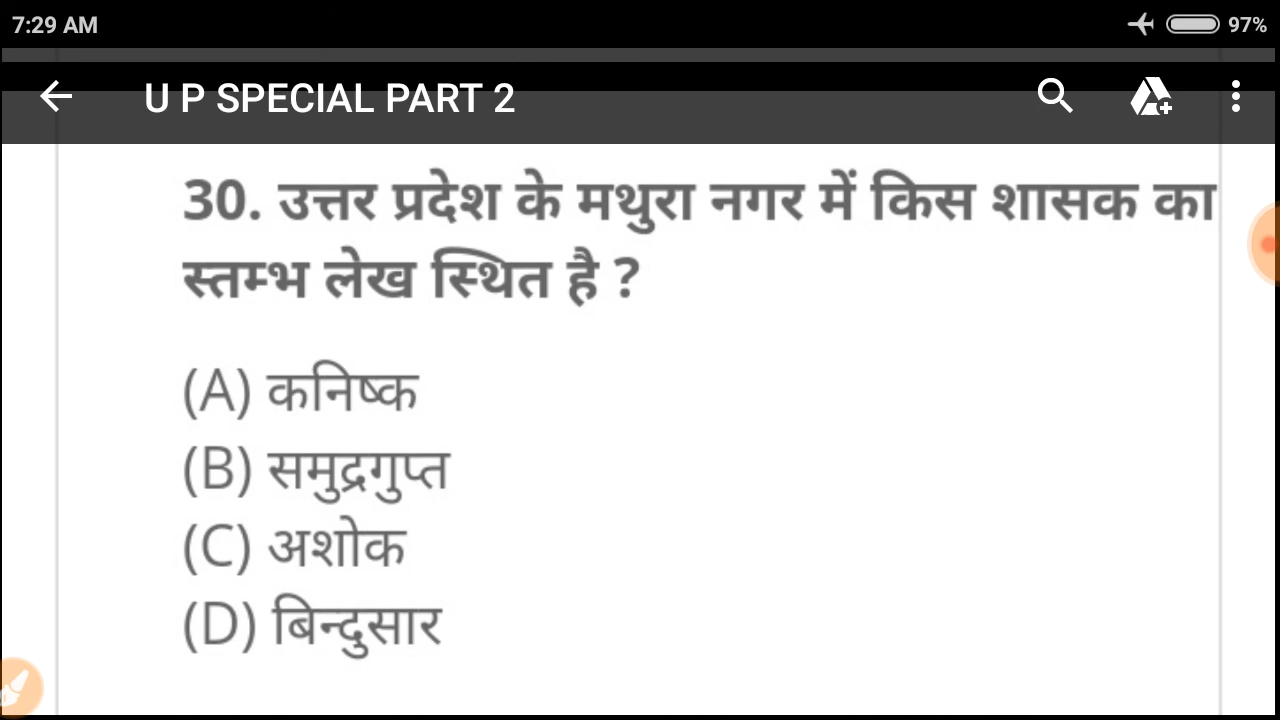 7:29 AM
97%
U P SPECIAL PART 2
30. उत्तर प्रदेश के मथुरा नगर में किस शासक का
स्तम्भ लेख स्थित है ?
(A) कनिष्क
(B) समुद्रगुप्त
(C) अशोक
(D) बिन्दुसार